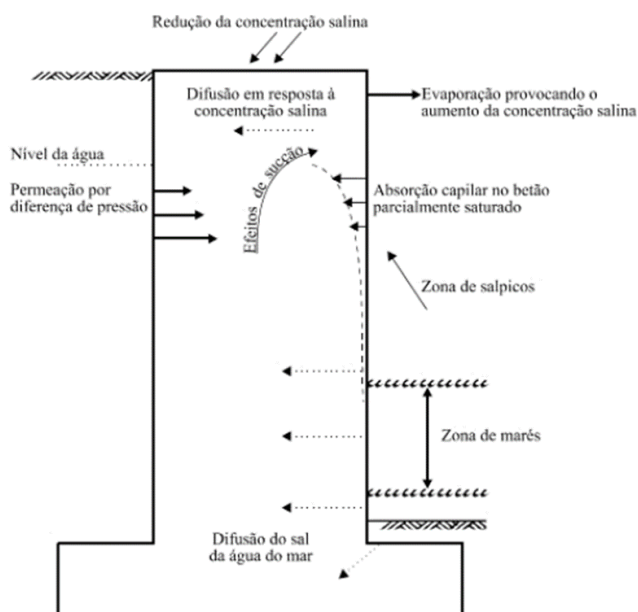 Redução da concentração salina
Difusão em resposta à
concentração salina
Evaporação provocando o
aumento da concentração salina
Nível da água
Efeitos de sucção
Permeação por
diferença de pressão
Absorção capilar no betão
parcialmente saturado
Zona de salpicos
Zona de marés
Difusão do sal
da água do mar